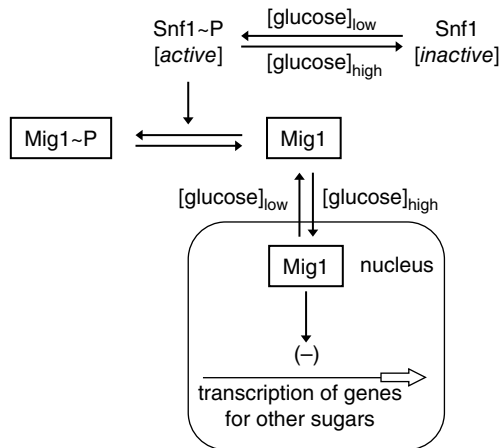 Snf1~P
[active]
[glucose]low
[glucose]high
Snf1
[inactive]
Mig1~P
Mig1
[glucose]low
[glucose]high
Mig1
nucleus
(–)
transcription of genes
for other sugars